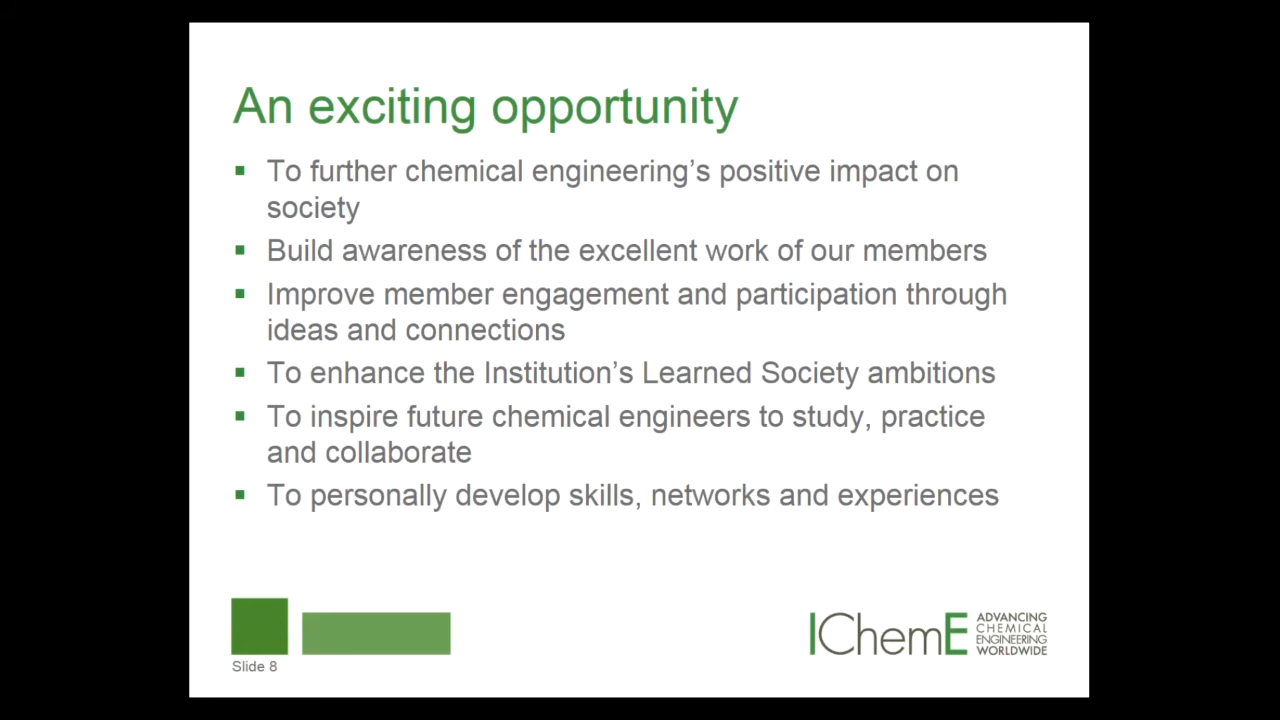 An exciting opportunity
To further chemical engineering’s positive impact on
society
Build awareness of the excellent work of our members
Improve member engagement and participation through
ideas and connections
To enhance the Institution’s Learned Society ambitions
To inspire future chemical engineers to study, practice
and collaborate
To personally develop skills, networks and experiences
Slide 8
IChemE
ADVANCING
CHEMICAL
ENGINEERING
WORLDWIDE